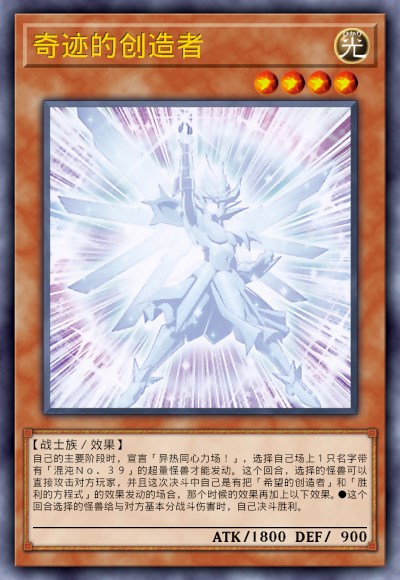 奇迹的创造者
光
【战士族/效果】
自己的主要阶段时，宣言「异热同心力场！」，选择自己场上1只名字带
有「混沌No．39」的超量怪兽才能发动。这个回合，选择的怪兽可以
直接攻击对方玩家，并且这次决斗中自己是有把「希望的创造者」和「胜
利的方程式」的效果发动的场合，那个时候的效果再加上以下效果。●这个
回合选择的怪兽给与对方基本分战斗伤害时，自己决斗胜利。
ATK/1800 DEF/ 900